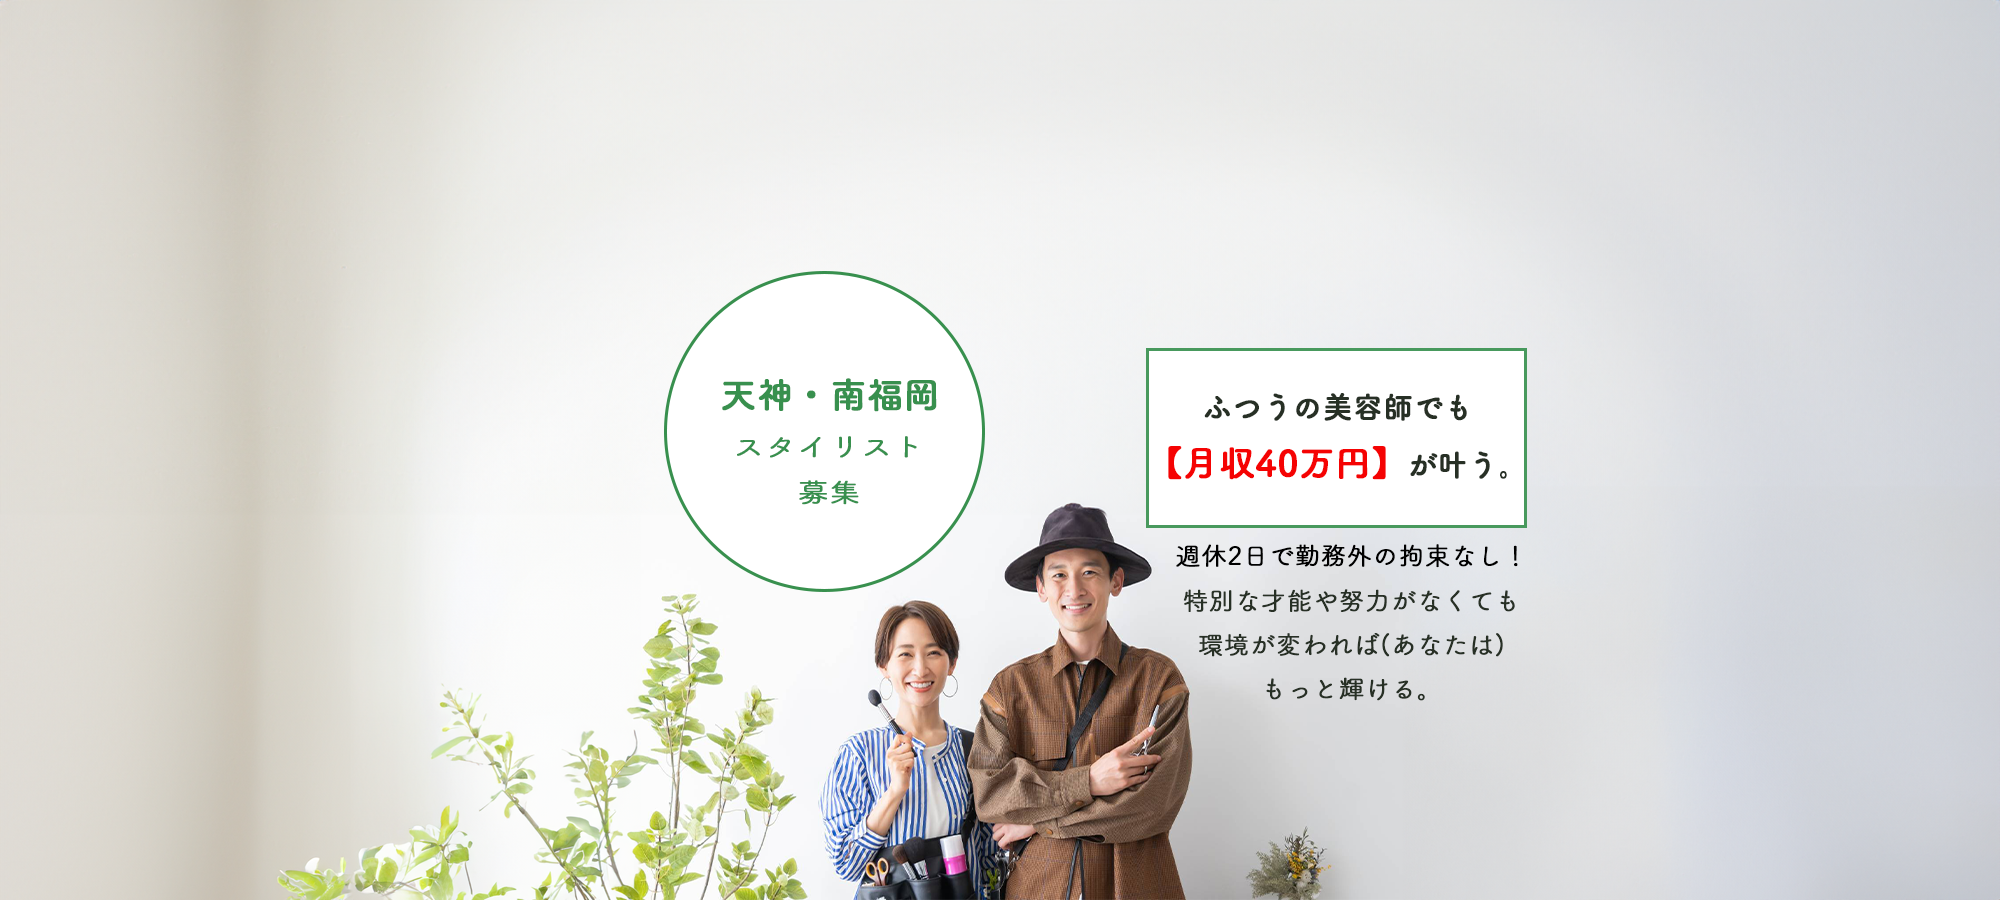 天神・南福岡
スタイリスト
募集
ふつうの美容師でも
【月収40万円】が叶う。
週休2日で勤務外の拘束なし！
特別な才能や努力がなくても
環境が変われば(あなたは)
もっと輝ける。